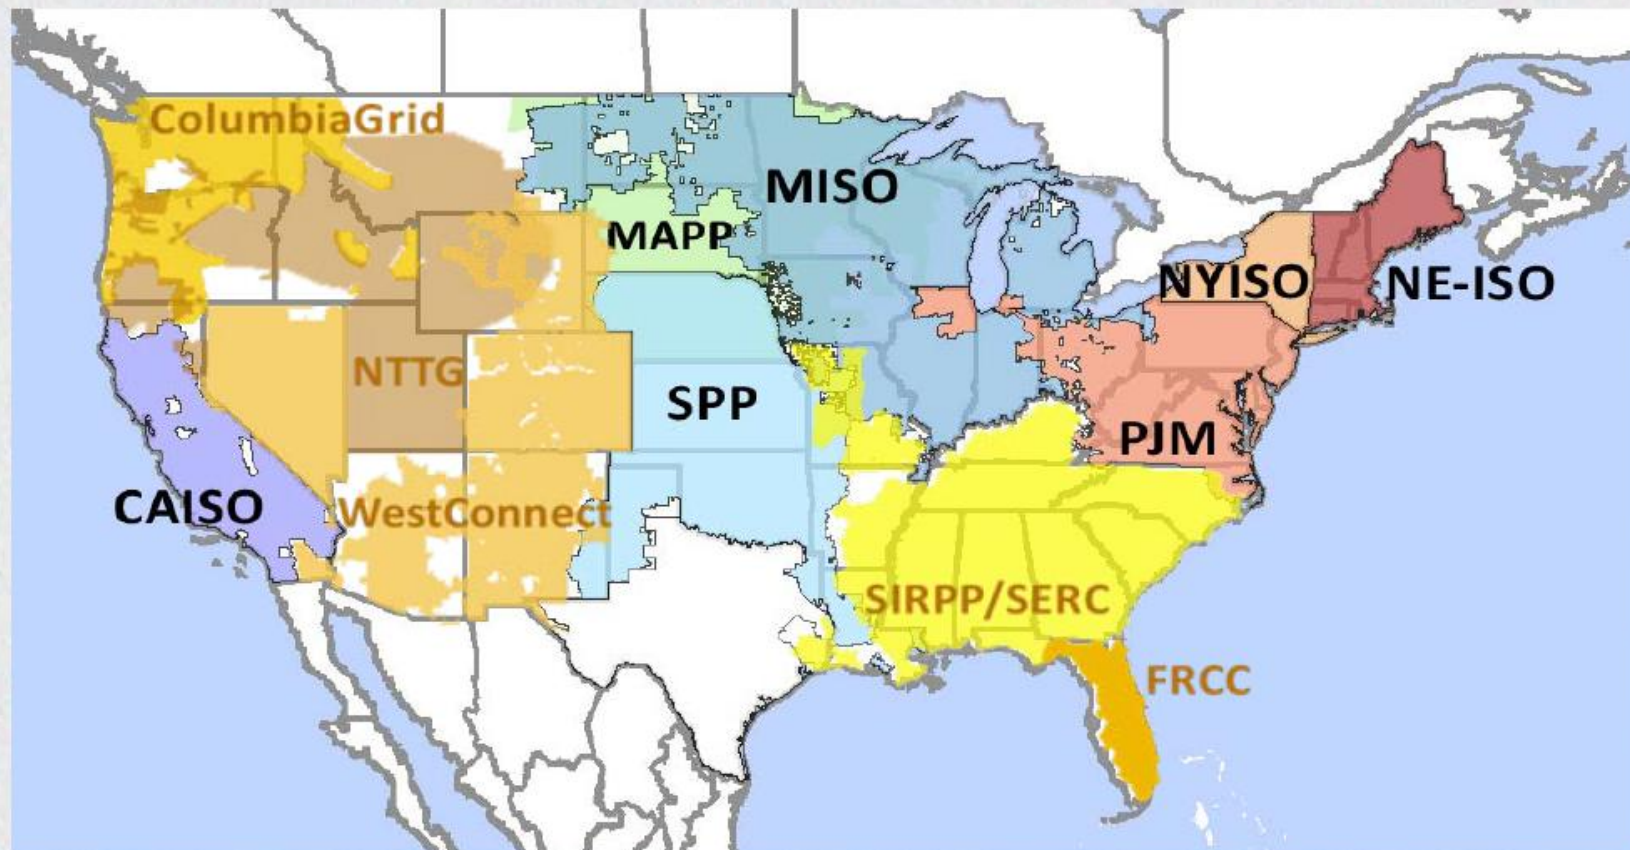 ColumbiaGrid
MISO
MAPP
NYISO
NE-ISO
NTTG
SPP
PJM
CAISO
WestConnect
SIRPP/SERC
FRCC